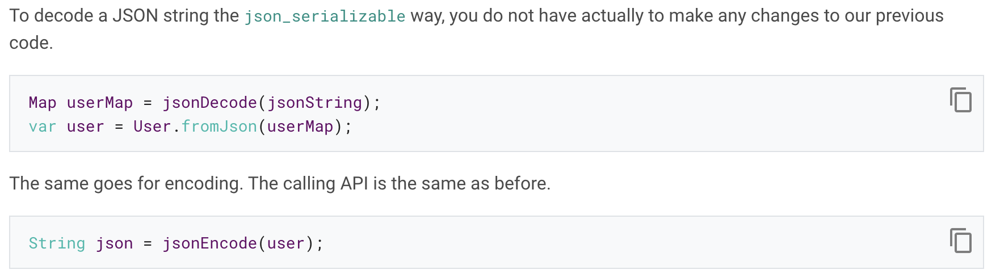 To decode a JSON string the json_serializable way, you do not have actually to make any changes to our previous
code.
Map userMap = jsonDecode(jsonString);
var user = User.fromJson(userMap);
The same goes for encoding. The calling API is the same as before.
String json = jsonEncode(user);